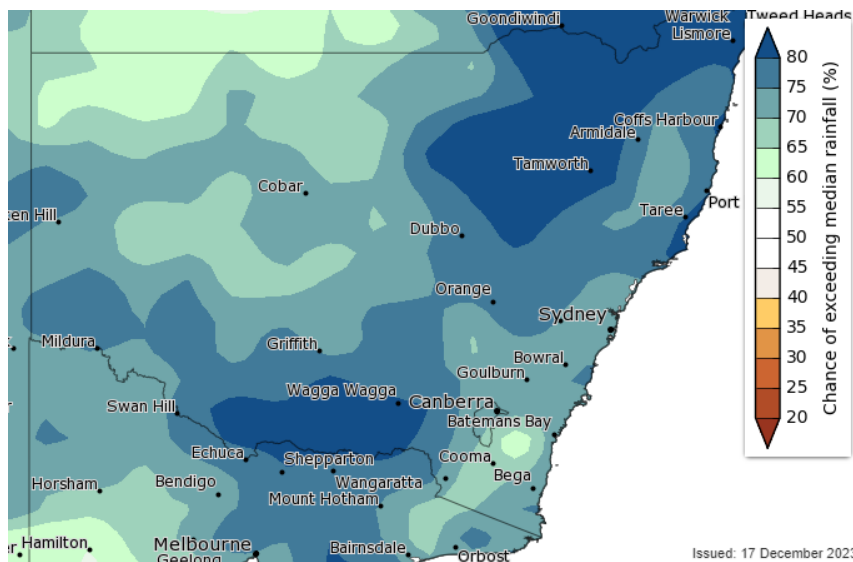 Goondiwindi
Warwick
Tweed Heads
Lismore
Coffs Harbour
Armidale
Tamworth
Cobar
ken Hill
Port
Taree
Dubbo
Orange
Sydney
Mildura
Griffith
Bowral
Goulburn
Wagga Wagga
Canberra
Swan Hill
Batemans Bay
Echuca
Shepparton
Cooma
Horsham
Bendigo
Wangaratta
Bega
Mount Hotham
Hamilton
Melbourne
Bairnsdale
Orbost
Geelong
80
75
70
65
60
55
50
45
40
35
30
25
20
Chance of exceeding median rainfall (%)
Issued: 17 December 2023